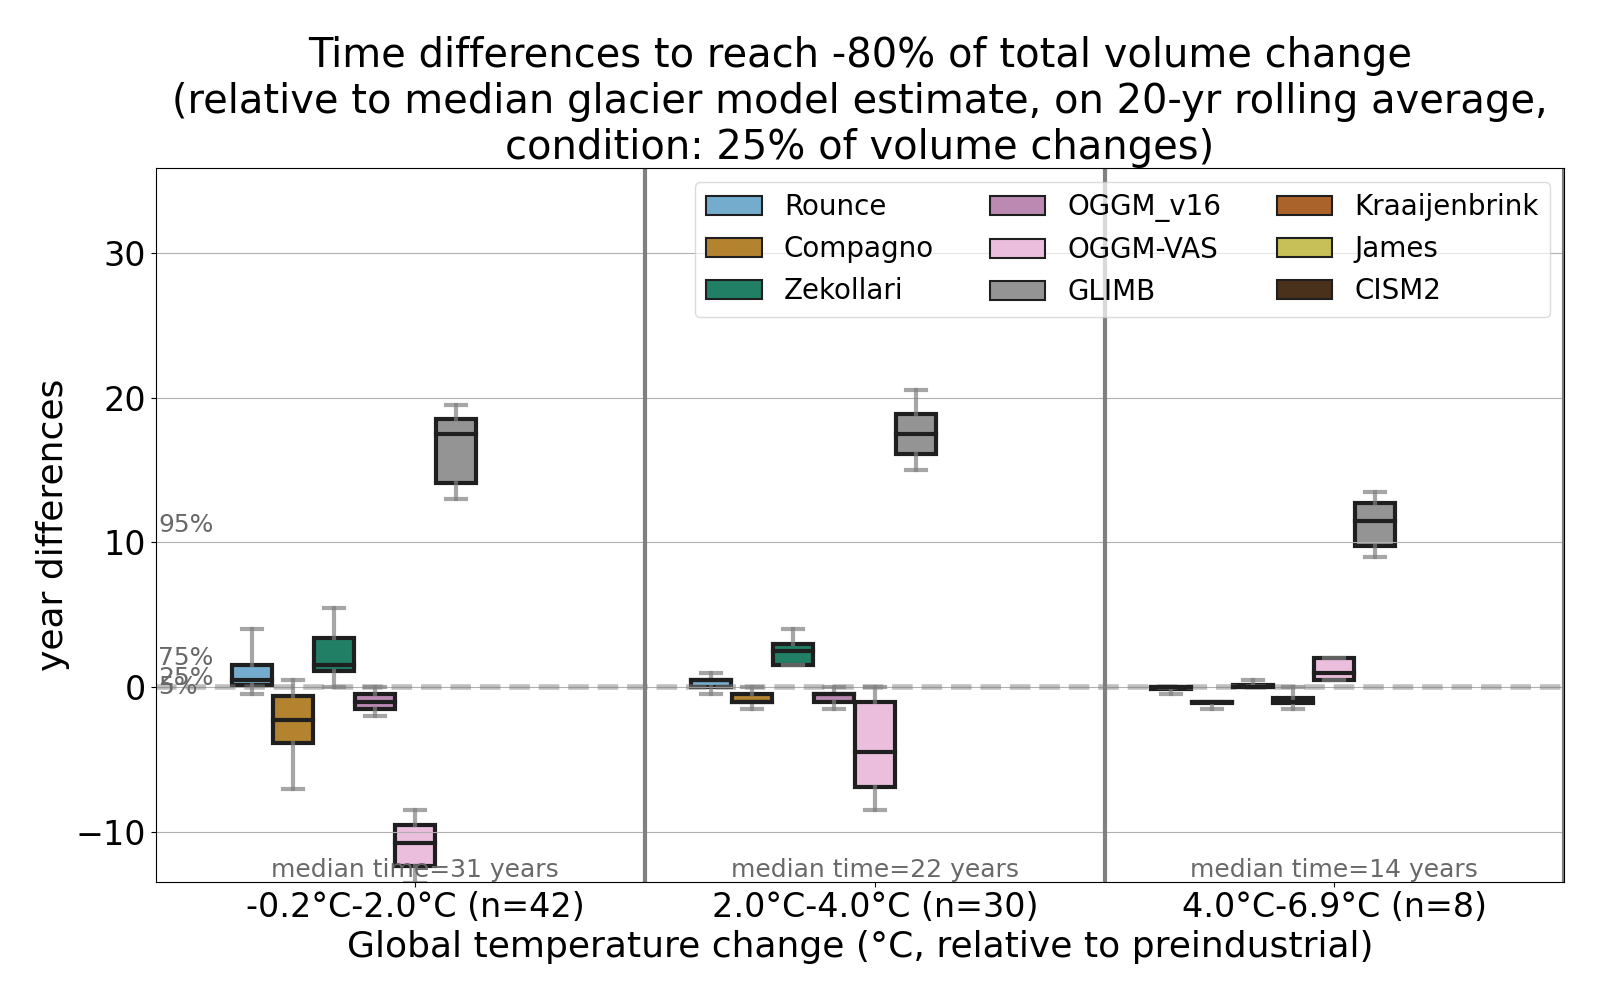 Time differences to reach -80% of total volume change
(relative to median glacier model estimate, on 20-yr rolling average,
condition: 25% of volume changes)
Rounce
Compagno
Zekollari
OGGM_v16
OGGM-VAS
GLIMB
Kraaijenbrink
James
CISM2
year differences
30
20
10
0
−10
95%
75%
25%
5%
median time=31 years
median time=22 years
median time=14 years
-0.2°C-2.0°C (n=42)
2.0°C-4.0°C (n=30)
4.0°C-6.9°C (n=8)
Global temperature change (°C, relative to preindustrial)